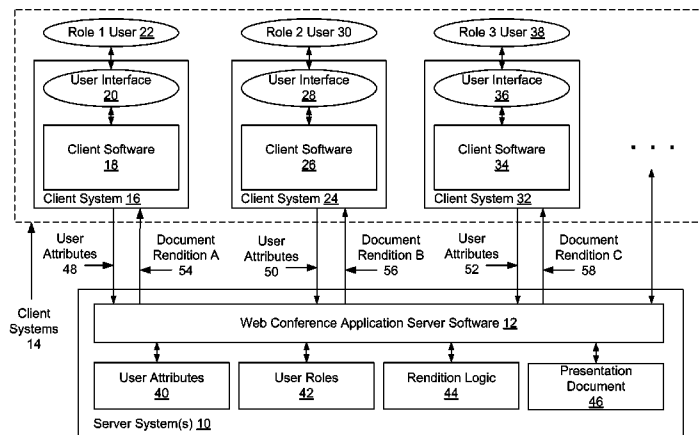 Role 1 User 22
Role 2 User 30
Role 3 User 38
User Interface
20
User Interface
28
User Interface
36
Client Software
18
Client Software
26
Client Software
34
. . .
Client System 16
Client System 24
Client System 32
User
Attributes
48
Document
Rendition A
54
User
Attributes
50
Document
Rendition B
56
User
Attributes
52
Document
Rendition C
58
Client
Systems
14
Web Conference Application Server Software 12
User Attributes
40
User Roles
42
Rendition Logic
44
Presentation
Document
46
Server System(s) 10